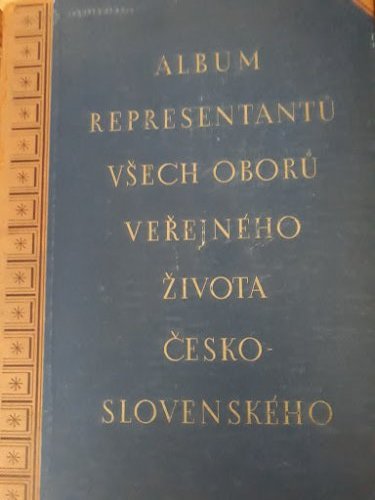 ALBUM
REPRESENTANTŮ
VŠECH OBORŮ
VEŘEJNÉHO
ŽIVOTA
ČESKO-
SLOVENSKÉHO